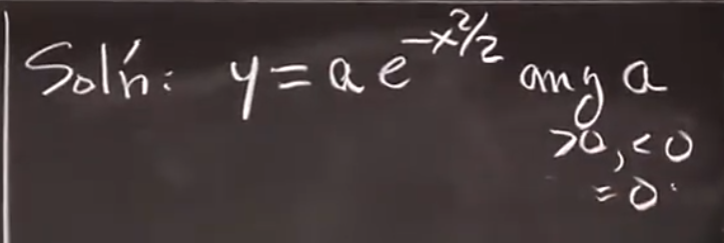 Sol'n: y = a e^{-x²/2} any a
>0, <0
=0.